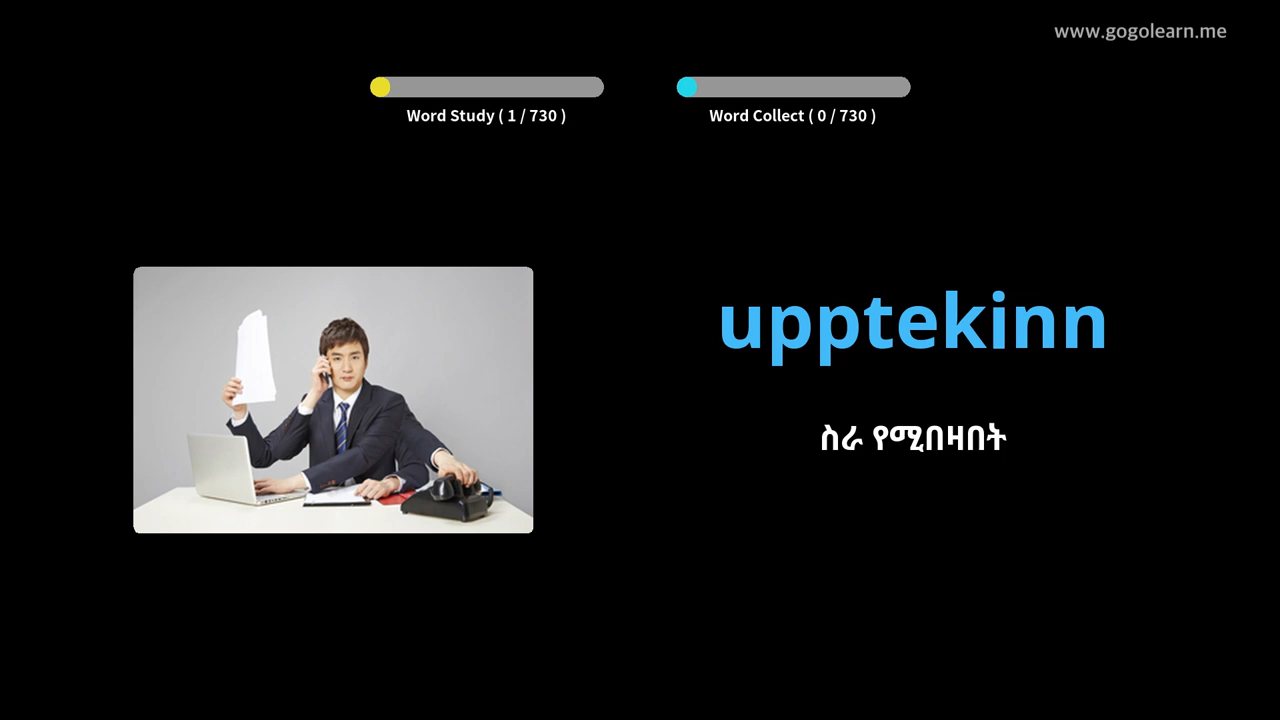 www.gogolearn.me
Word Study ( 1 / 730 )
Word Collect ( 0 / 730 )
upptekinn
ስራ የሚበዛበት